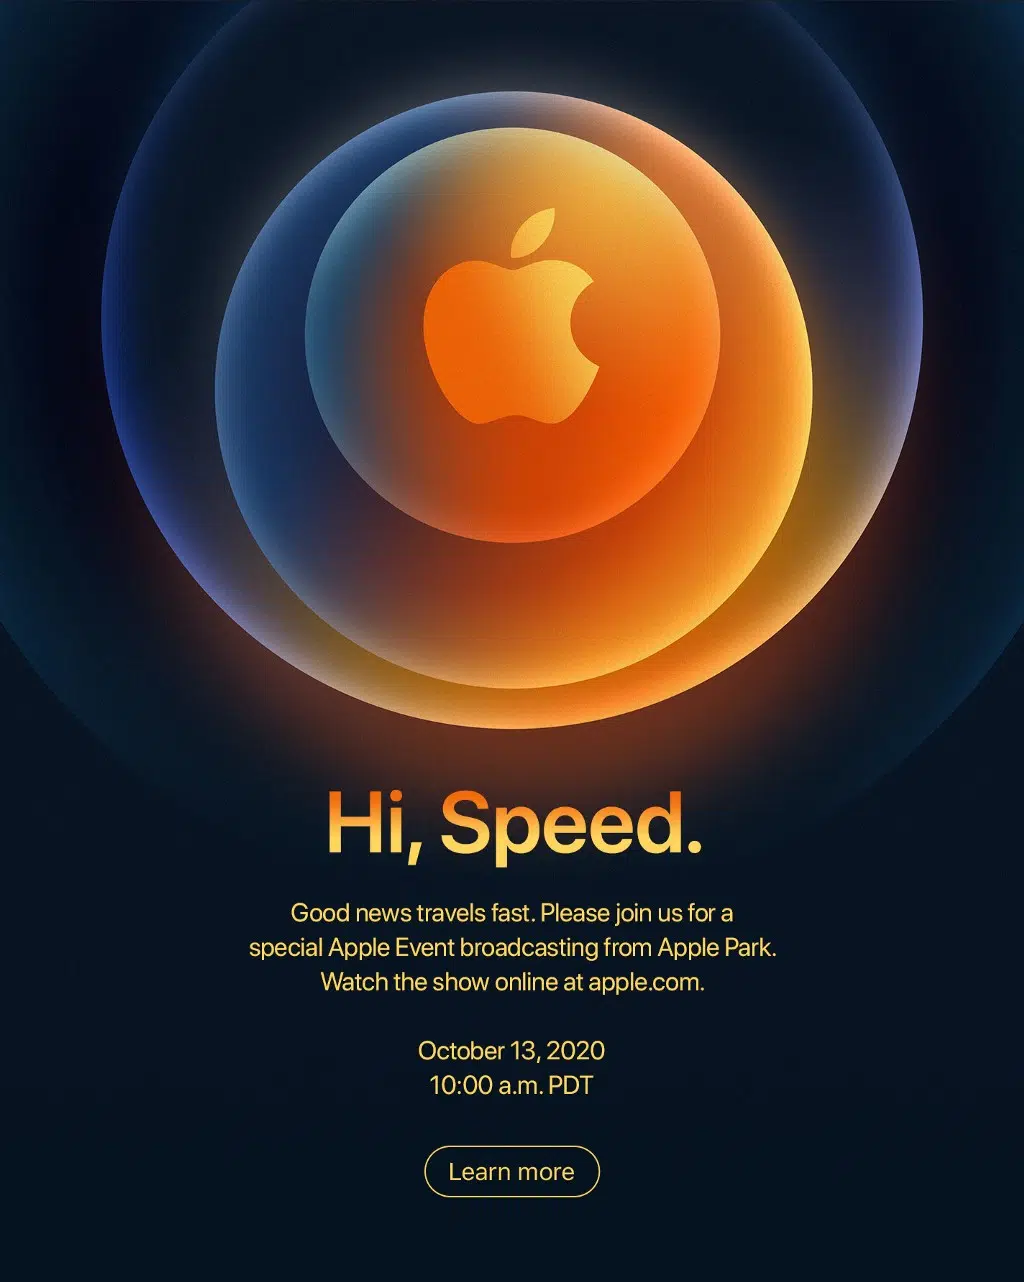 Hi, Speed.
Good news travels fast. Please join us for a
special Apple Event broadcasting from Apple Park.
Watch the show online at apple.com.
October 13, 2020
10:00 a.m. PDT
Learn more